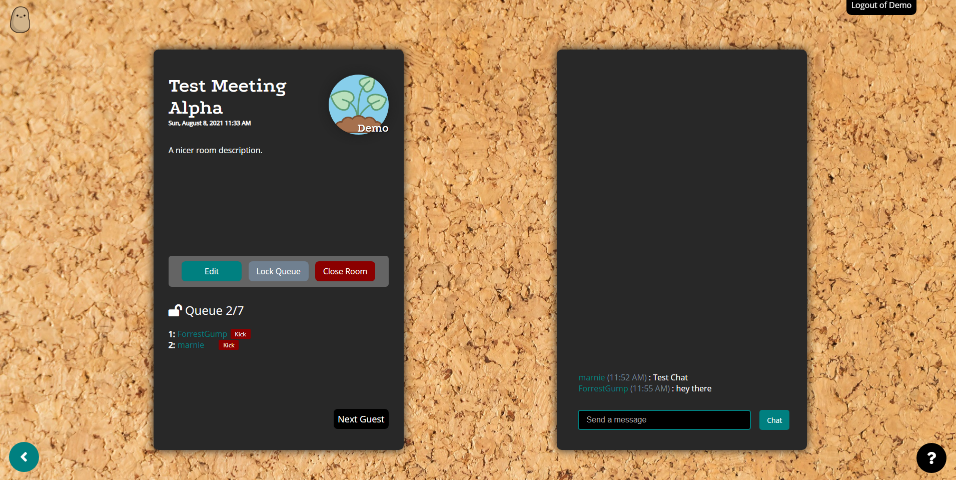 Logout of Demo
Test Meeting
Alpha
Sun, August 8, 2021 11:33 AM
Demo
A nicer room description.
Edit
Lock Queue
Close Room
Queue 2/7
1: ForrestGump Kick
2: marnie Kick
Next Guest
marnie (11:52 AM) : Test Chat
ForrestGump (11:55 AM) : hey there
Send a message
Chat
?